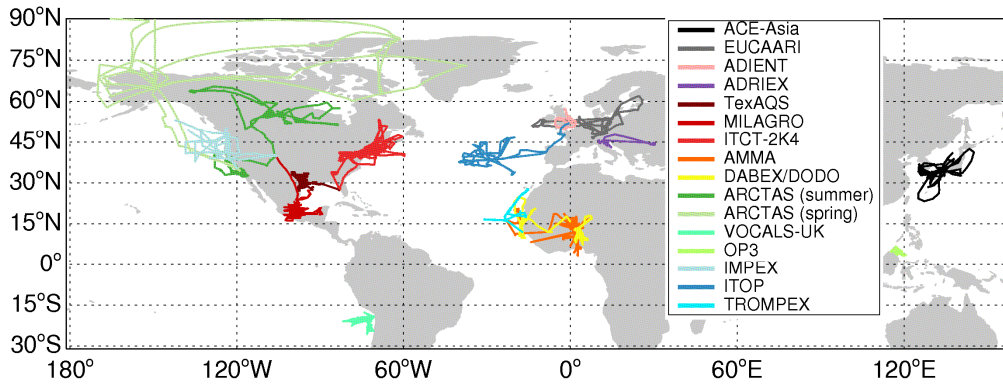 90°N
75°N
60°N
45°N
30°N
15°N
0°
15°S
30°S
180°
120°W
60°W
0°
60°E
120°E
ACE-Asia
EUCAARI
ADIENT
ADRIEX
TexAQS
MILAGRO
ITCT-2K4
AMMA
DABEX/DODO
ARCTAS (summer)
ARCTAS (spring)
VOCALS-UK
OP3
IMPEX
ITOP
TROMPEX